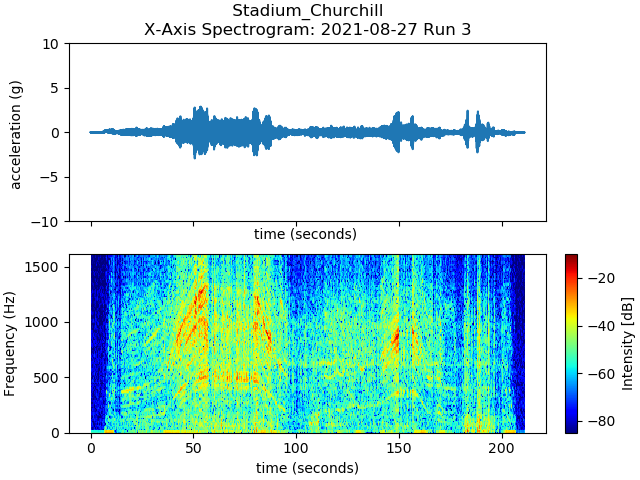 Stadium_Churchill
X-Axis Spectrogram: 2021-08-27 Run 3
10
5
0
−5
−10
acceleration (g)
time (seconds)
1500
1000
500
0
Frequency (Hz)
0
50
100
150
200
time (seconds)
−20
−40
−60
−80
Intensity [dB]